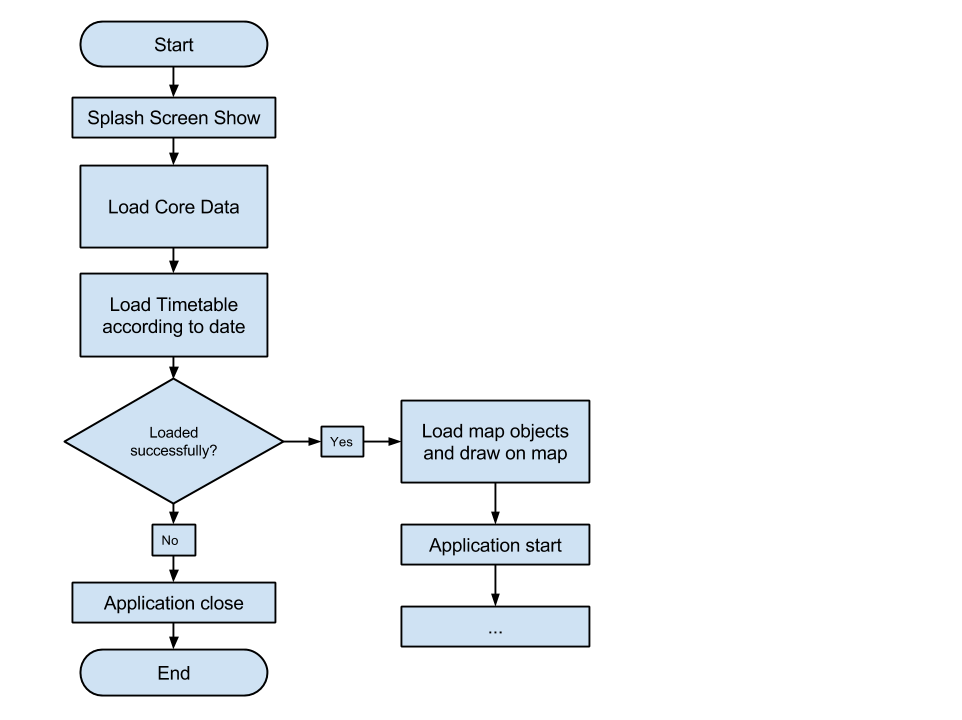 Start
Splash Screen Show
Load Core Data
Load Timetable
according to date
Loaded
successfully?
Yes
Load map objects
and draw on map
No
Application start
Application close
...
End